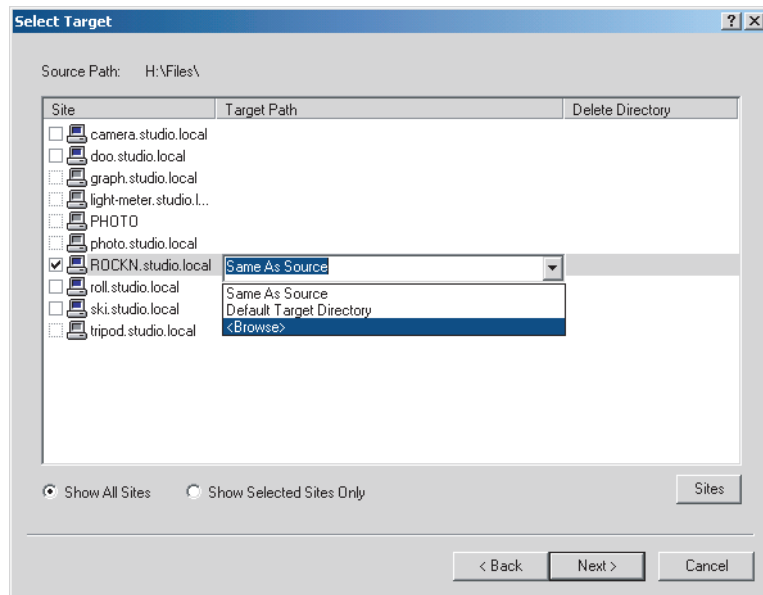 Select Target
Source Path: H:\Files\
Site Target Path Delete Directory
camera.studio.local
doo.studio.local
graph.studio.local
light-meter.studio.l...
PHOTO
photo.studio.local
ROCKN.studio.local Same As Source
roll.studio.local Same As Source
ski.studio.local Default Target Directory
tripod.studio.local <Browse>
Show All Sites Show Selected Sites Only Sites
< Back Next > Cancel